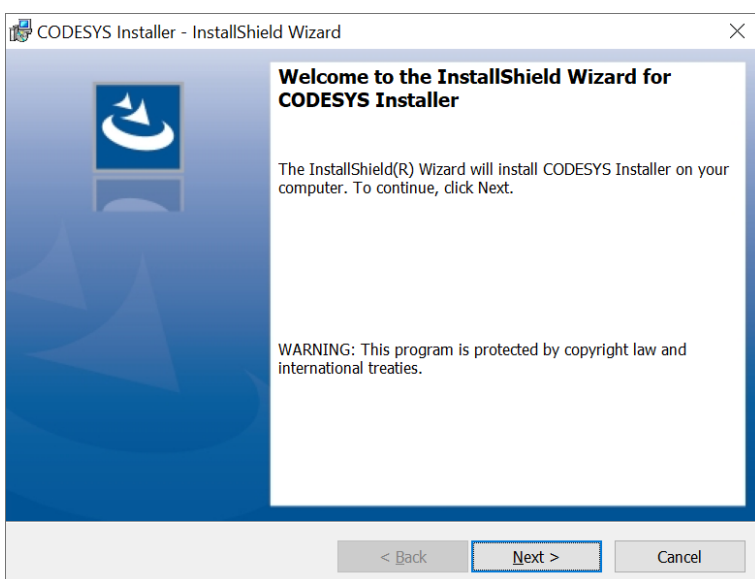 CODESYS Installer - InstallShield Wizard
Welcome to the InstallShield Wizard for
CODESYS Installer
The InstallShield(R) Wizard will install CODESYS Installer on your
computer. To continue, click Next.
WARNING: This program is protected by copyright law and
international treaties.
< Back
Next >
Cancel